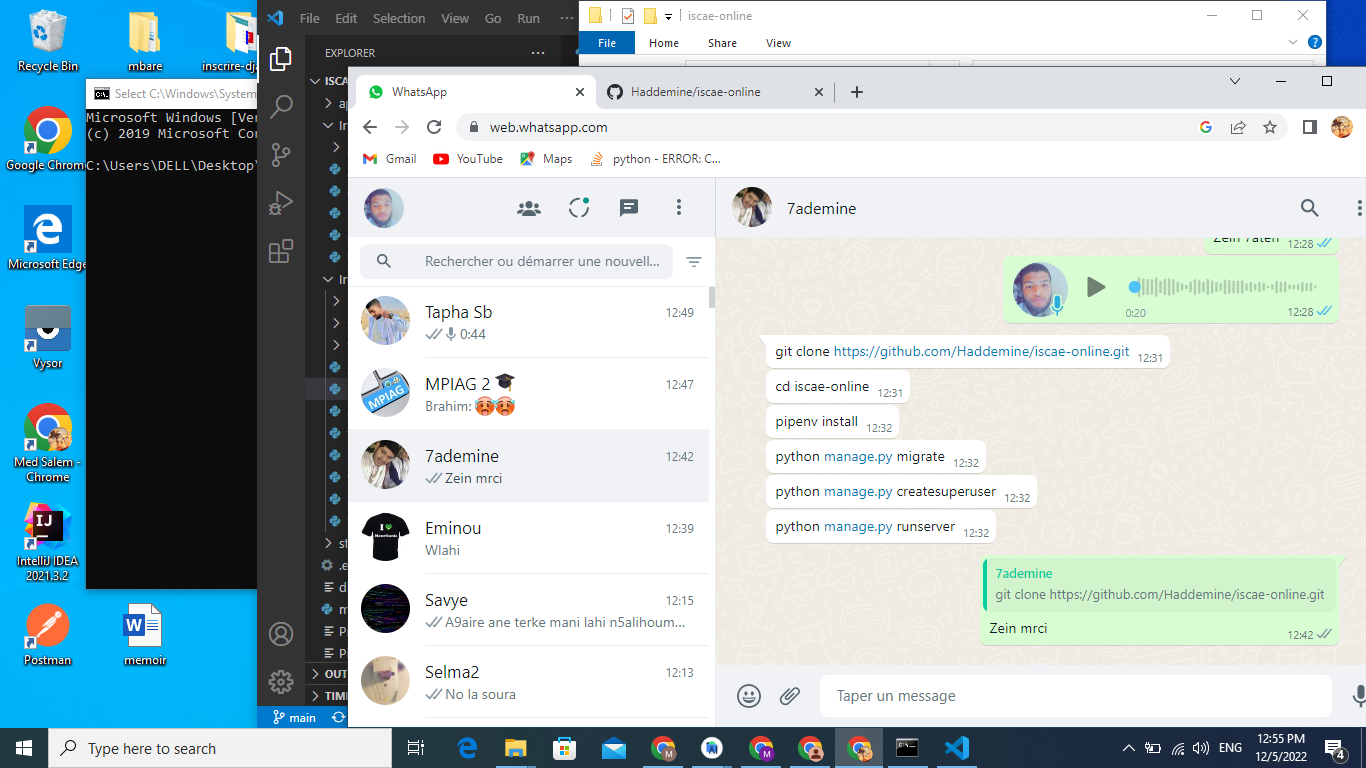 Recycle Bin
mbare
inscrire-dj
Google Chrom
Microsoft Edge
Vysor
Med Salem -
Chrome
IntelliJ IDEA
2021.3.2
Postman
memoir
Select C:\Windows\System
Microsoft Windows [Ver
(c) 2019 Microsoft Cor
C:\Users\DELL\Desktop\
File Edit Selection View Go Run ...
EXPLORER ...
ISCA
OUT
TIME
main
iscae-online
File Home Share View
WhatsApp
Haddemine/iscae-online
web.whatsapp.com
Gmail YouTube Maps python - ERROR: C...
Rechercher ou démarrer une nouvell...
Tapha Sb 12:49
0:44
MPIAG 2 🎓 12:47
MPIAG
Brahim: 🥵🥵
7ademine 12:42
Zein mrci
Eminou 12:39
Wlahi
Savye 12:15
A9aire ane terke mani lahi n5alihoum...
Selma2 12:13
No la soura
7ademine
Zein 7aten 12:28
0:20 12:28
git clone https://github.com/Haddemine/iscae-online.git 12:31
cd iscae-online 12:31
pipenv install 12:32
python manage.py migrate 12:32
python manage.py createsuperuser 12:32
python manage.py runserver 12:32
7ademine
git clone https://github.com/Haddemine/iscae-online.git
Zein mrci 12:42
Taper un message
Type here to search
ENG
12:55 PM
12/5/2022
4